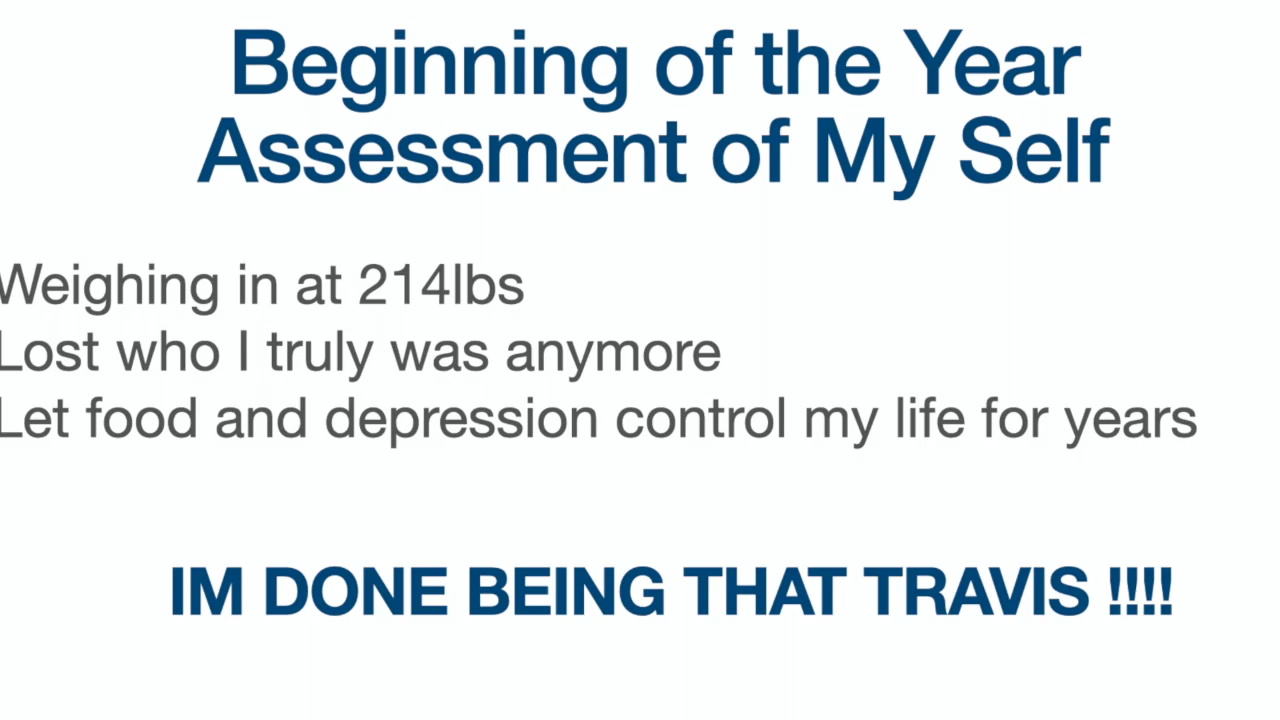 Beginning of the Year
Assessment of My Self
Weighing in at 214lbs
Lost who I truly was anymore
Let food and depression control my life for years
IM DONE BEING THAT TRAVIS !!!!